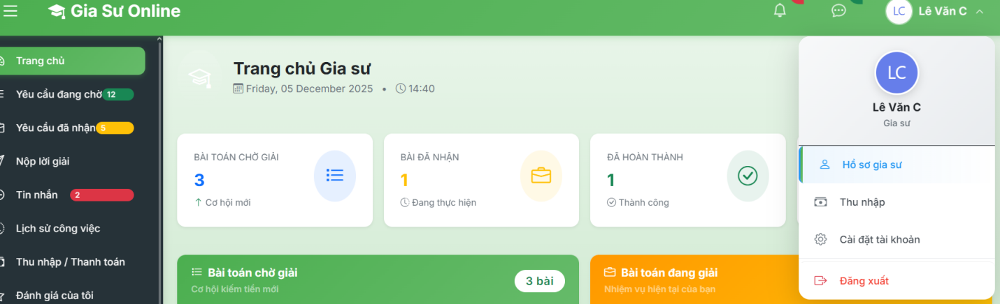 Gia Sư Online
LC Lê Văn C
Trang chủ
Yêu cầu đang chờ 12
Yêu cầu đã nhận 5
Nộp lời giải
Tin nhắn 2
Lịch sử công việc
Thu nhập / Thanh toán
Đánh giá của tôi
Trang chủ Gia sư
Friday, 05 December 2025 • 14:40
BÀI TOÁN CHỜ GIẢI
3
↑ Cơ hội mới
BÀI ĐÃ NHẬN
1
Đang thực hiện
ĐÃ HOÀN THÀNH
1
Thành công
Bài toán chờ giải
Cơ hội kiếm tiền mới
3 bài
Bài toán đang giải
Nhiệm vụ hiện tại của bạn
LC
Lê Văn C
Gia sư
Hồ sơ gia sư
Thu nhập
Cài đặt tài khoản
Đăng xuất